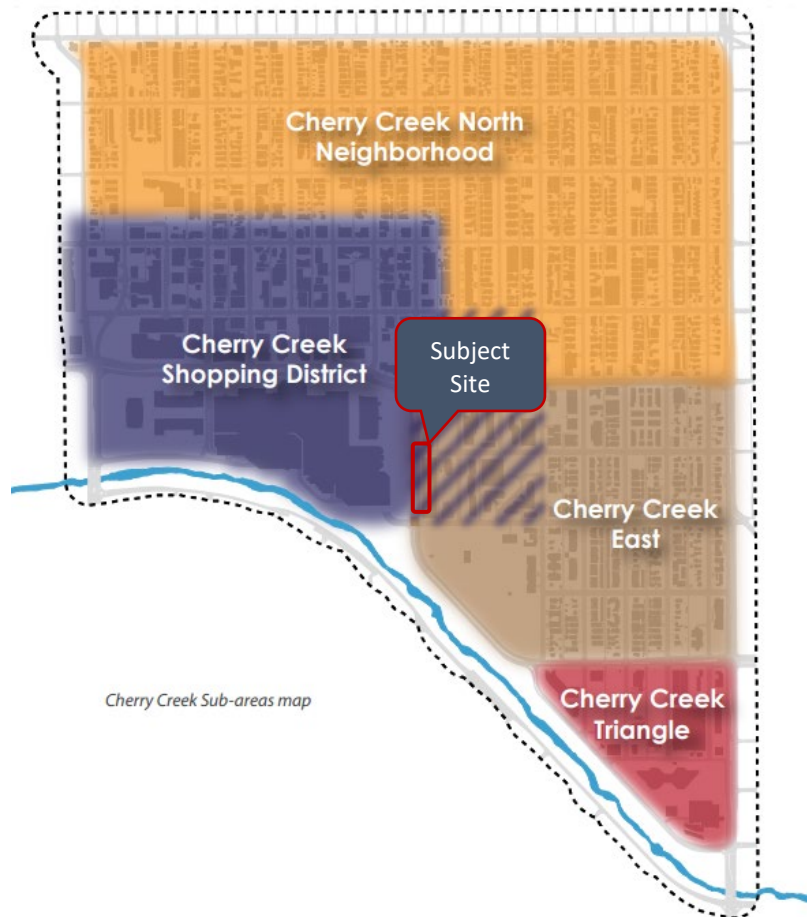 Cherry Creek North
Neighborhood
Cherry Creek
Shopping District
Subject
Site
Cherry Creek
East
Cherry Creek
Triangle
Cherry Creek Sub-areas map